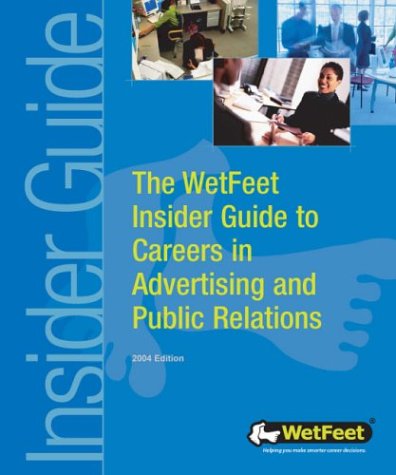 Insider Guide
The WetFeet
Insider Guide to
Careers in
Advertising and
Public Relations
2004 Edition
WetFeet®
Helping you make smarter career decisions.